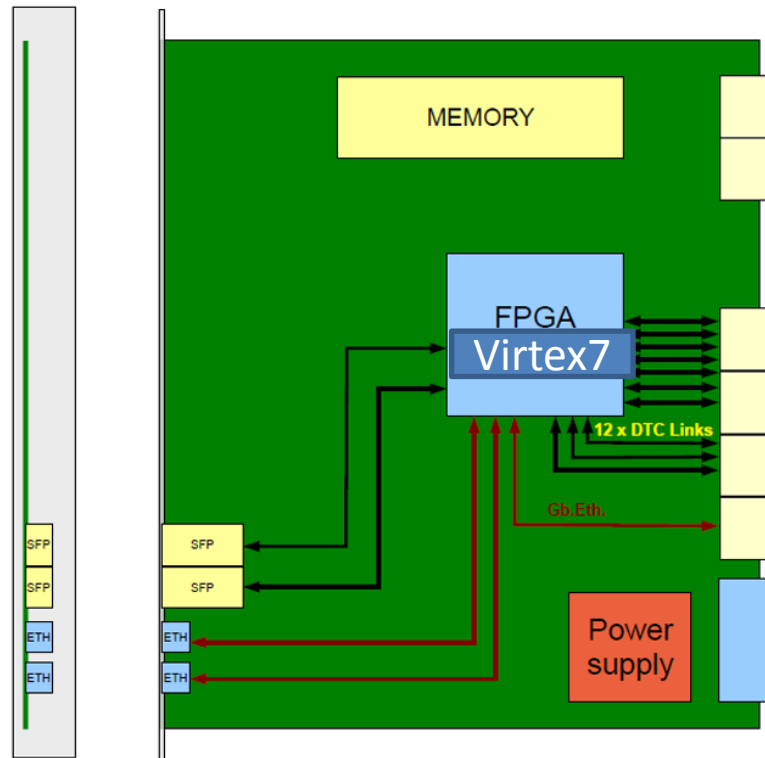 MEMORY
FPGA
Virtex7
12 x DTC Links
Gb.Eth.
SFP
SFP
SFP
SFP
ETH
ETH
ETH
ETH
Power
supply